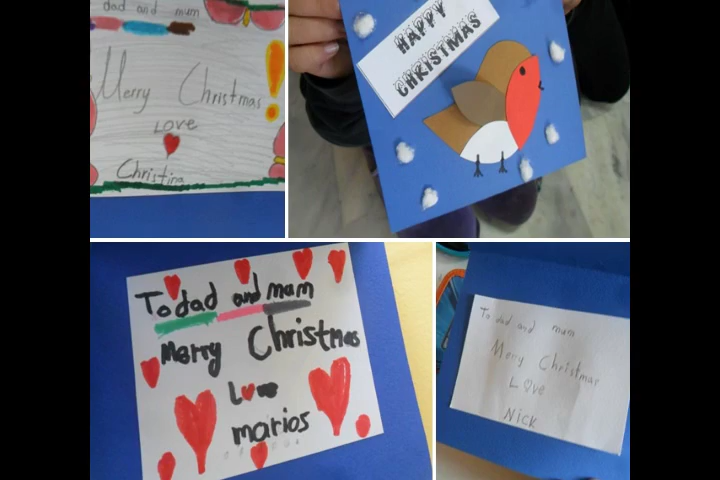 dad and mum
Merry Christmas
Love
Christina
HAPPY
CHRISTMAS
To dad and mum
Merry Christmas
Love
marios
To dad and mum
Merry Christmas
Love
Nick